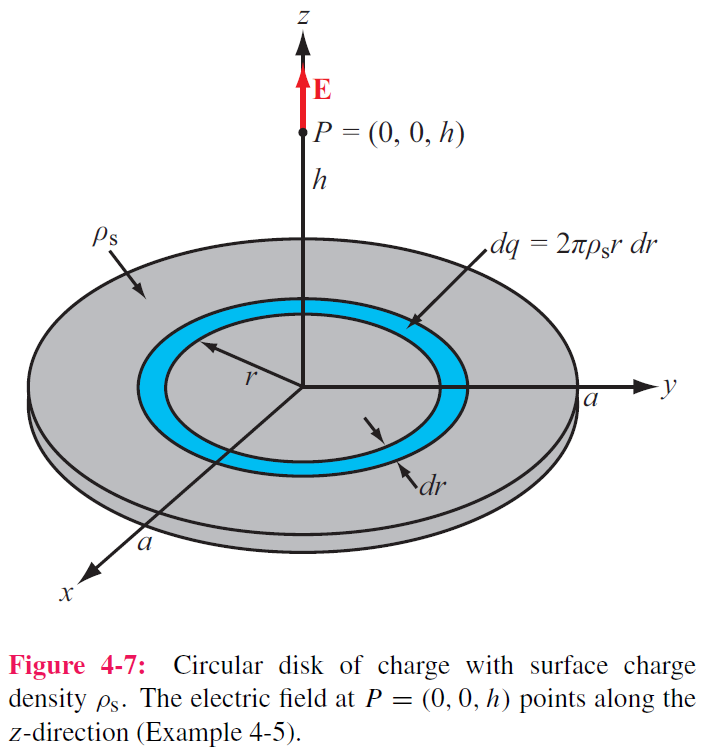 z
E
P = (0, 0, h)
h
ρs
dq = 2πρsr dr
r
y
a
dr
a
x
Figure 4-7: Circular disk of charge with surface charge
density ρs. The electric field at P = (0, 0, h) points along the
z-direction (Example 4-5).